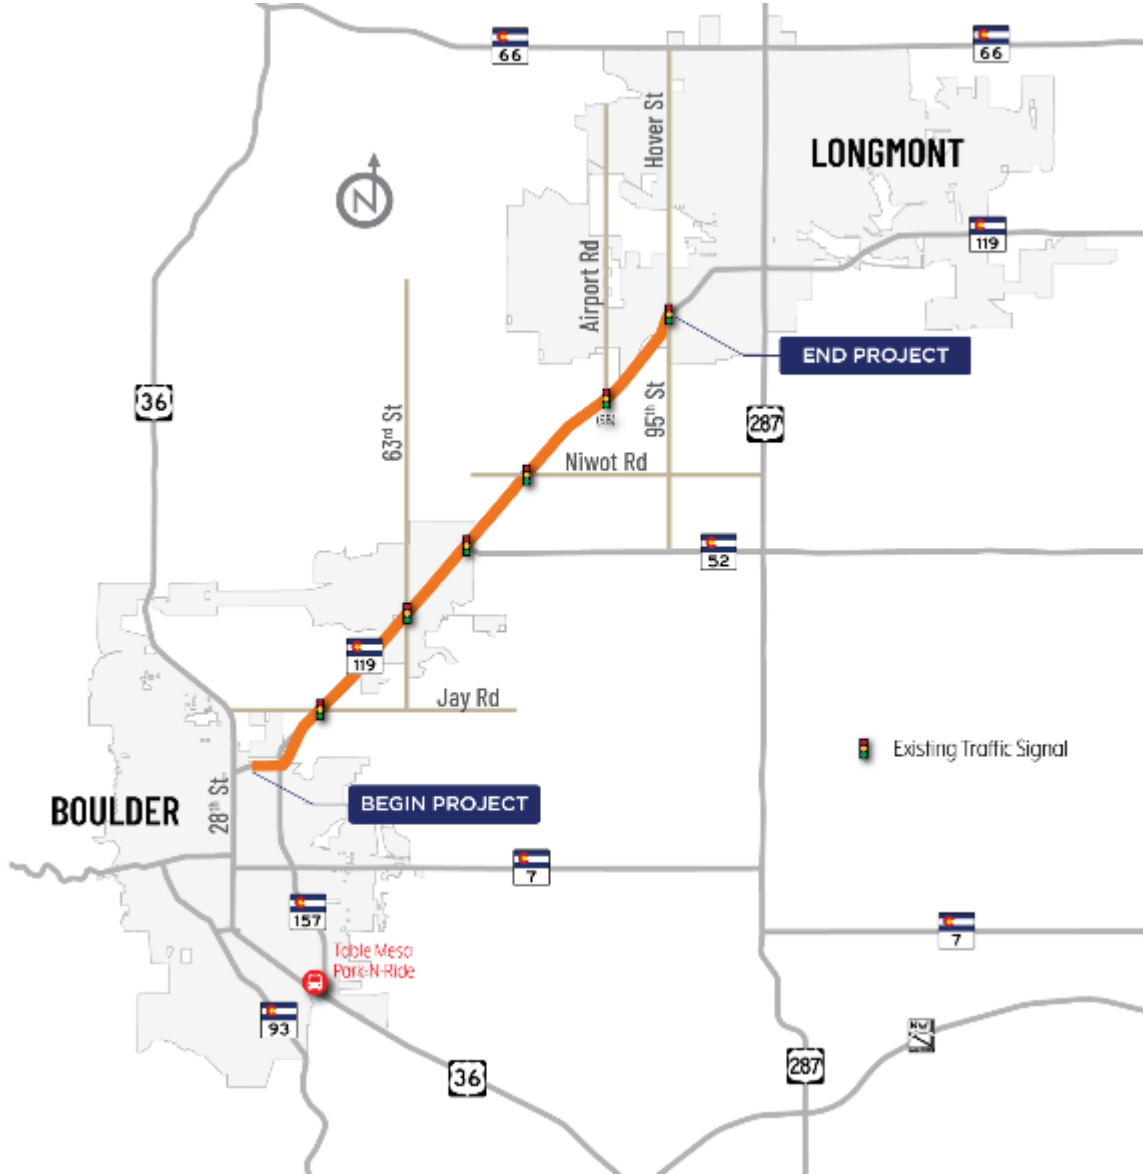 66
66
Hover St
LONGMONT
N
119
Airport Rd
END PROJECT
36
63rd St
95th St
287
(SB)
Niwot Rd
52
119
Jay Rd
Existing Traffic Signal
28th St.
BEGIN PROJECT
BOULDER
7
157
7
Table Mesa
Park-N-Ride
93
NW
36
287